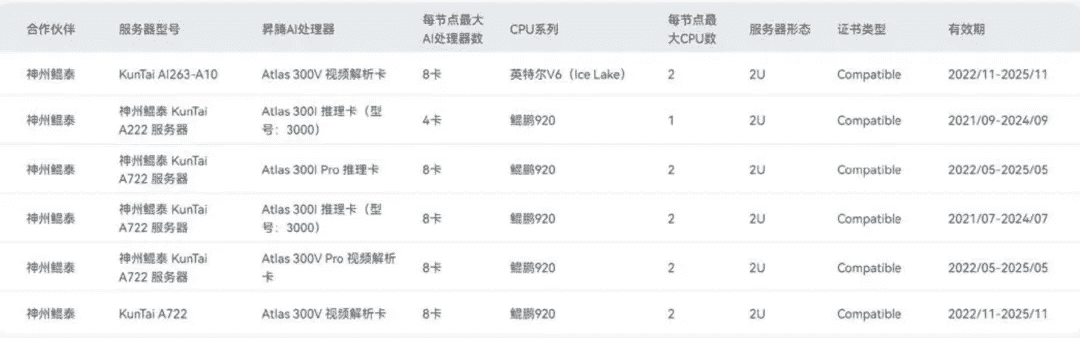 合作伙伴 服务器型号 昇腾AI处理器 每节点最大AI处理器数 CPU系列 每节点最大CPU数 服务器形态 证书类型 有效期
神州鲲泰 KunTai AI263-A10 Atlas 300V 视频解析卡 8卡 英特尔V6（Ice Lake） 2 2U Compatible 2022/11-2025/11
神州鲲泰 神州鲲泰 KunTai A222 服务器 Atlas 300I 推理卡（型号：3000） 4卡 鲲鹏920 1 2U Compatible 2021/09-2024/09
神州鲲泰 神州鲲泰 KunTai A722 服务器 Atlas 300I Pro 推理卡 8卡 鲲鹏920 2 2U Compatible 2022/05-2025/05
神州鲲泰 神州鲲泰 KunTai A722 服务器 Atlas 300I 推理卡（型号：3000） 8卡 鲲鹏920 2 2U Compatible 2021/07-2024/07
神州鲲泰 神州鲲泰 KunTai A722 服务器 Atlas 300V Pro 视频解析卡 8卡 鲲鹏920 2 2U Compatible 2022/05-2025/05
神州鲲泰 KunTai A722 Atlas 300V 视频解析卡 8卡 鲲鹏920 2 2U Compatible 2022/11-2025/11